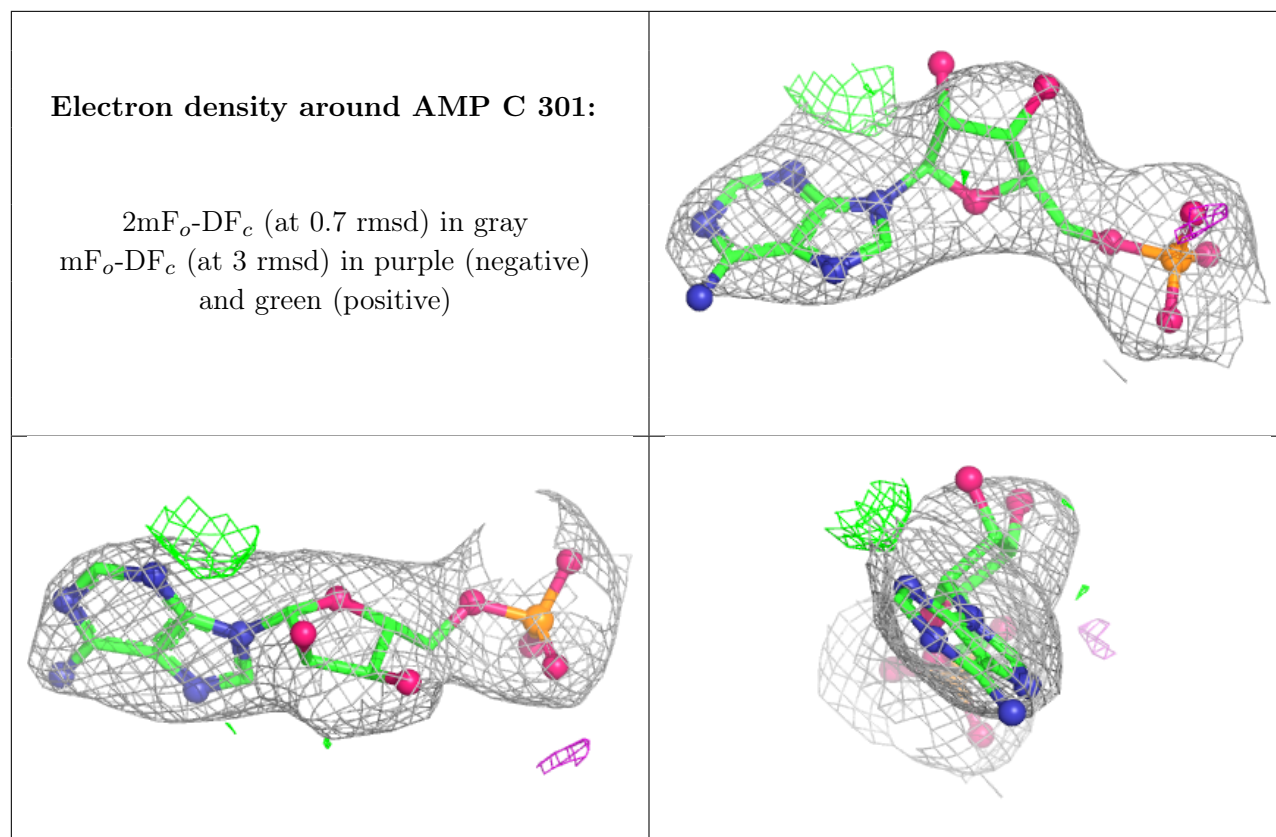 Electron density around AMP C 301:
2mFₒ-DF𝒸 (at 0.7 rmsd) in gray
mFₒ-DF𝒸 (at 3 rmsd) in purple (negative)
and green (positive)